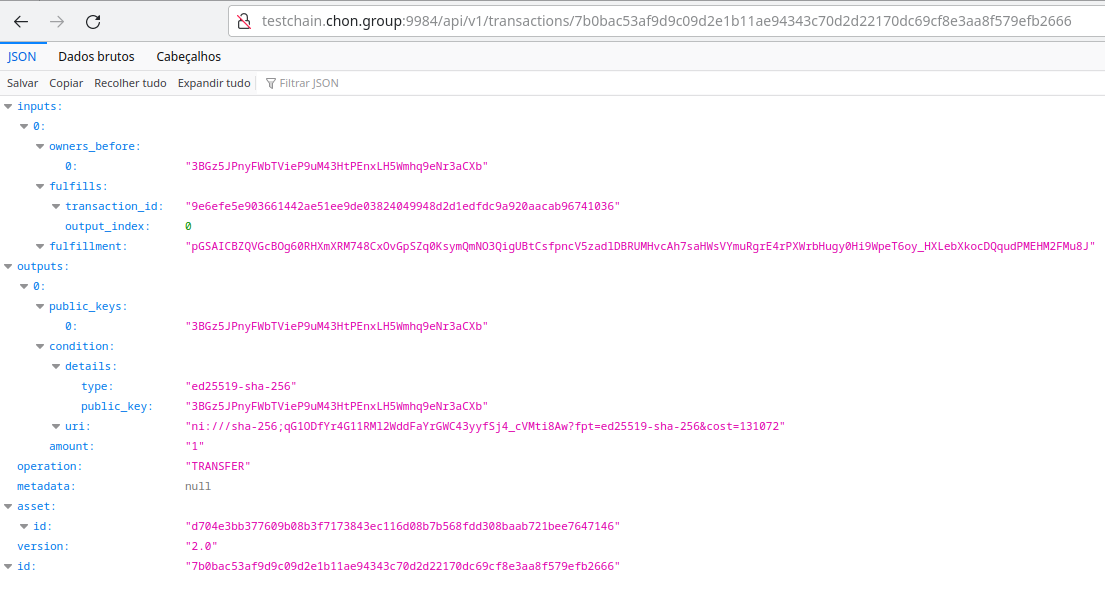 testchain.chon.group:9984/api/v1/transactions/7b0bac53af9d9c09d2e1b11ae94343c70d2d22170dc69cf8e3aa8f579efb2666
JSON Dados brutos Cabeçalhos
Salvar Copiar Recolher tudo Expandir tudo Filtrar JSON
inputs:
0:
owners_before:
0: "3BGz5JPnyFWbTVieP9uM43HtPEnxLH5Wmhq9eNr3aCXb"
fulfills:
transaction_id: "9e6efe5e903661442ae51ee9de03824049948d2d1edfdc9a920aacab96741036"
output_index: 0
fulfillment: "pGSAICBZQVGcBOg60RHXmXRM748CxOvGpSZq0KsymQmNO3QigUBtCsfpncV5zadlDBRUMHvcAh7saHWsVYmuRgrE4rPXWrbHugy0Hi9WpeT6oy_HXLebXkocDQqudPMEHM2FMu8J"
outputs:
0:
public_keys:
0: "3BGz5JPnyFWbTVieP9uM43HtPEnxLH5Wmhq9eNr3aCXb"
condition:
details:
type: "ed25519-sha-256"
public_key: "3BGz5JPnyFWbTVieP9uM43HtPEnxLH5Wmhq9eNr3aCXb"
uri: "ni:///sha-256;qG1ODfYr4G11RMl2WddFaYrGWC43yyfSj4_cVMti8Aw?fpt=ed25519-sha-256&cost=131072"
amount: "1"
operation: "TRANSFER"
metadata: null
asset:
id: "d704e3bb377609b08b3f7173843ec116d08b7b568fdd308baab721bee7647146"
version: "2.0"
id: "7b0bac53af9d9c09d2e1b11ae94343c70d2d22170dc69cf8e3aa8f579efb2666"